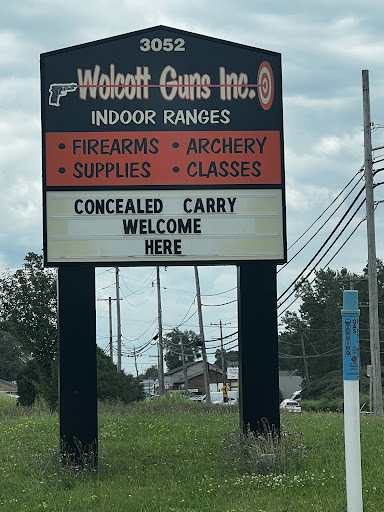 3052
Wolcott Guns Inc.
INDOOR RANGES
• FIREARMS • ARCHERY
• SUPPLIES • CLASSES
CONCEALED CARRY
WELCOME
HERE